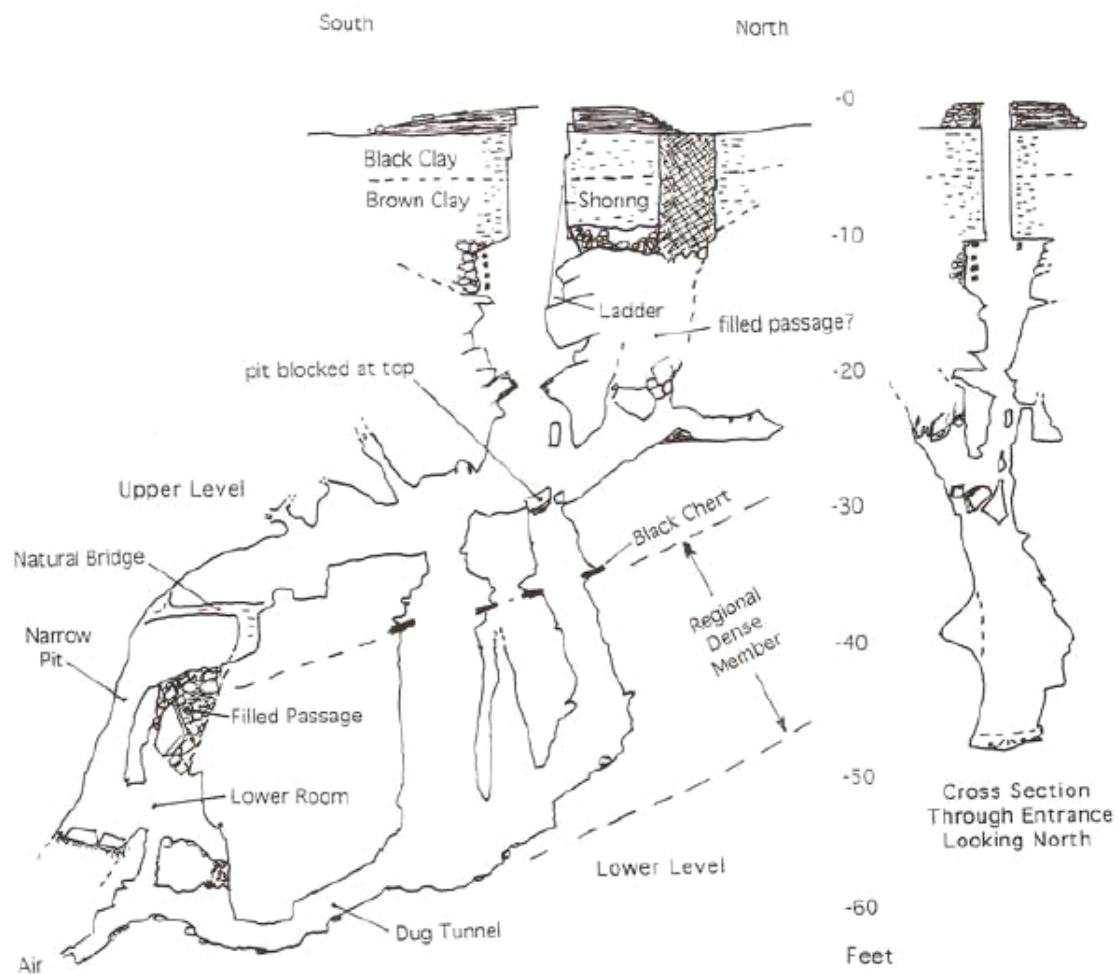 South
North
-0
Black Clay
Brown Clay
Shoring
-10
Ladder
filled passage?
pit blocked at top
-20
Upper Level
-30
Black Chert
Natural Bridge
Regional
Dense
Member
Narrow
Pit
-40
Filled Passage
Lower Room
-50
Cross Section
Through Entrance
Looking North
Lower Level
-60
Dug Tunnel
Feet
Air